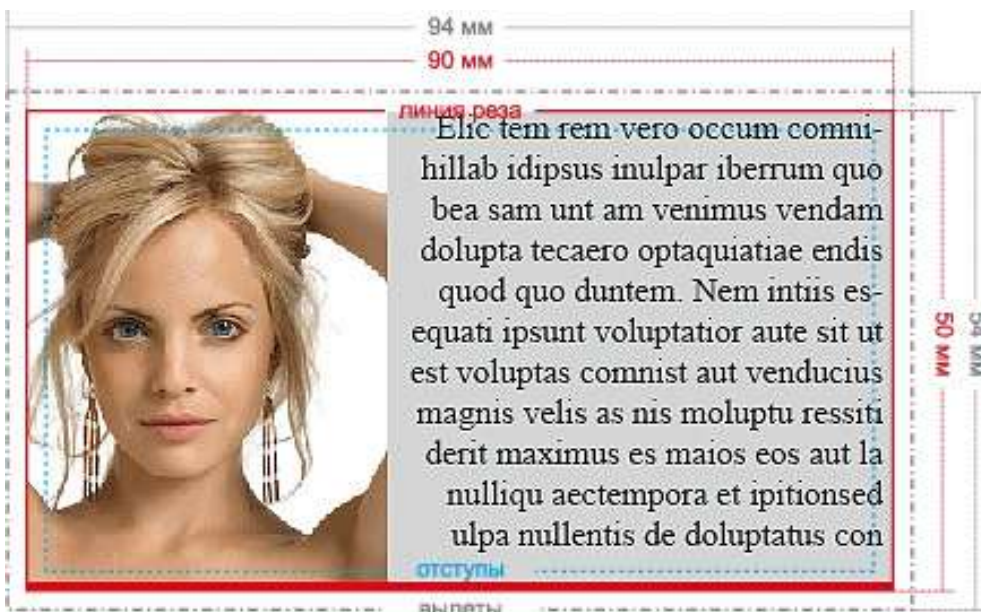 94 мм
90 мм
линия реза
Elic tem rem vero occum comni-
hillab idipsus inulpar iberrum quo
bea sam unt am venimus vendam
dolupta tecaero optaquiatiae endis
quod quo duntem. Nem intiis es-
equati ipsunt voluptatior aute sit ut
est voluptas comnist aut venducius
magnis velis as nis moluptu ressiti
derit maximus es maios eos aut la
nulliqu aectempora et ipitionsed
ulpa nullentis de doluptatus con
50 мм
54 мм
отступы
вылеты